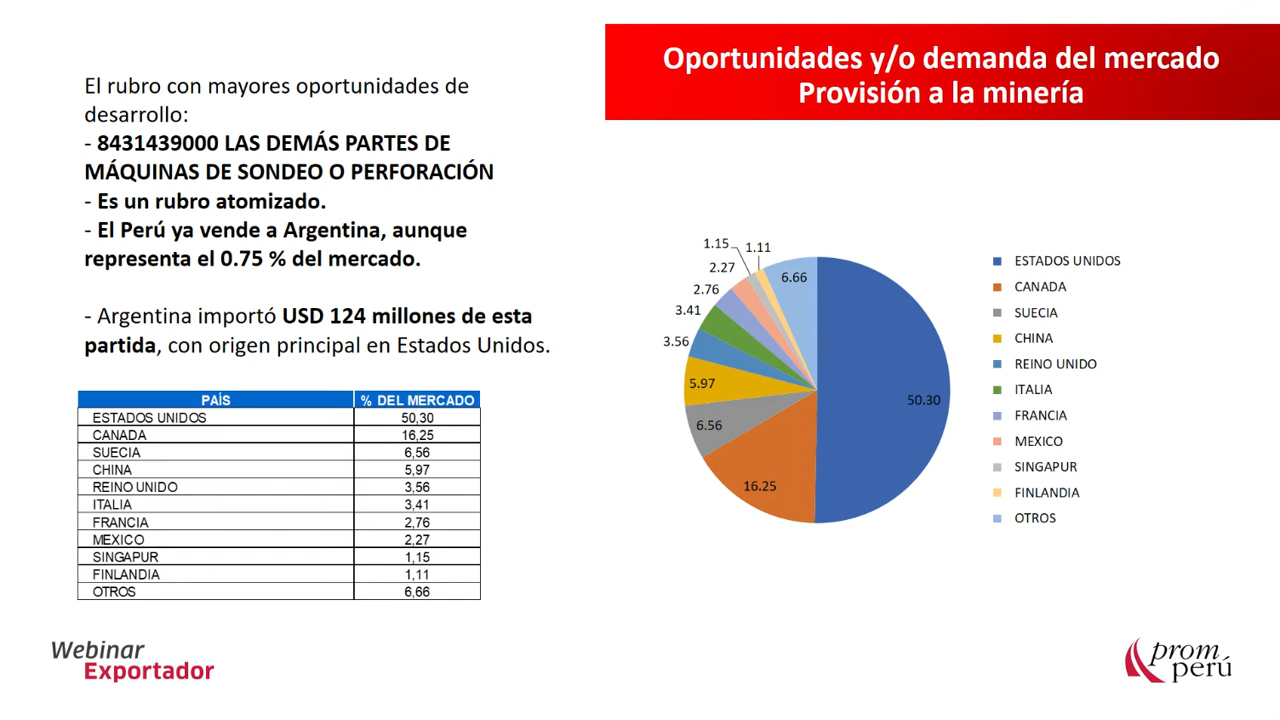 Oportunidades y/o demanda del mercado
Provisión a la minería
El rubro con mayores oportunidades de
desarrollo:
- 8431439000 LAS DEMÁS PARTES DE
MÁQUINAS DE SONDEO O PERFORACIÓN
- Es un rubro atomizado.
- El Perú ya vende a Argentina, aunque
representa el 0.75 % del mercado.
- Argentina importó USD 124 millones de esta
partida, con origen principal en Estados Unidos.
PAÍS % DEL MERCADO
ESTADOS UNIDOS 50,30
CANADA 16,25
SUECIA 6,56
CHINA 5,97
REINO UNIDO 3,56
ITALIA 3,41
FRANCIA 2,76
MEXICO 2,27
SINGAPUR 1,15
FINLANDIA 1,11
OTROS 6,66
1.15
1.11
2.27
6.66
2.76
3.41
3.56
5.97
50.30
6.56
16.25
ESTADOS UNIDOS
CANADA
SUECIA
CHINA
REINO UNIDO
ITALIA
FRANCIA
MEXICO
SINGAPUR
FINLANDIA
OTROS
Webinar
Exportador
prom
perú